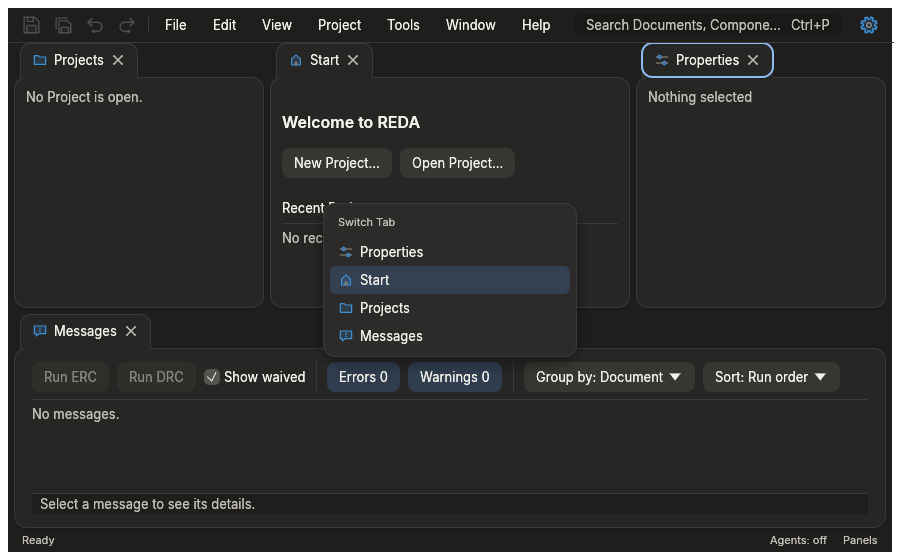 File Edit View Project Tools Window Help Search Documents, Compone... Ctrl+P
Projects
Start
Properties
No Project is open.
Nothing selected
Welcome to REDA
New Project... Open Project...
Recent
No rec
Switch Tab
Properties
Start
Projects
Messages
Messages
Run ERC Run DRC Show waived Errors 0 Warnings 0 Group by: Document Sort: Run order
No messages.
Select a message to see its details.
Ready Agents: off Panels